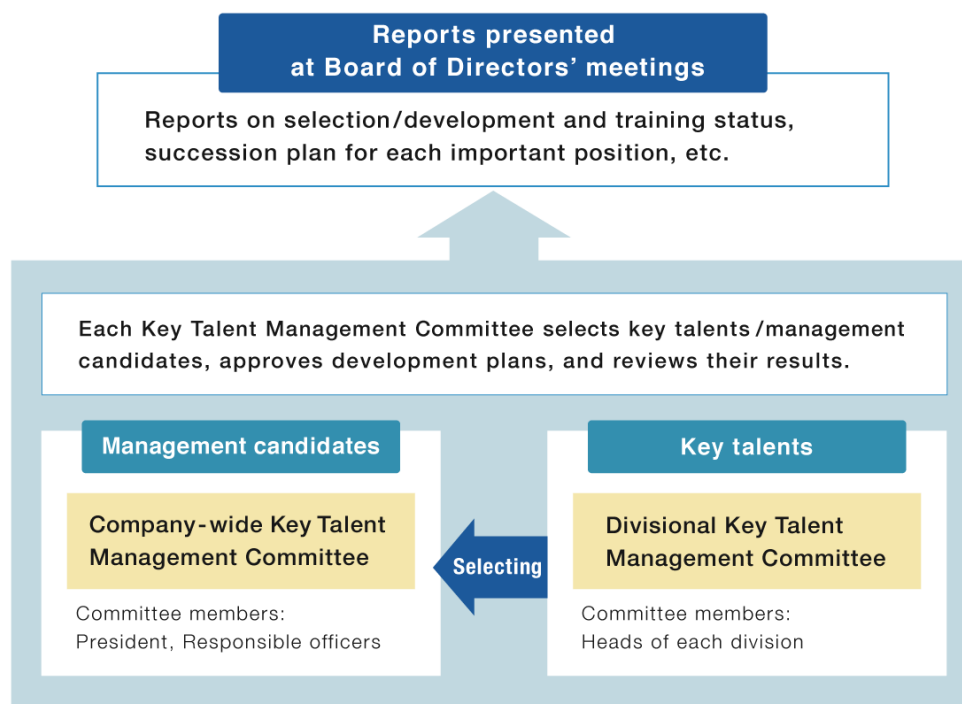 Reports presented
at Board of Directors’ meetings
Reports on selection/development and training status,
succession plan for each important position, etc.
Each Key Talent Management Committee selects key talents/management
candidates, approves development plans, and reviews their results.
Management candidates
Company-wide Key Talent
Management Committee
Committee members:
President, Responsible officers
Selecting
Key talents
Divisional Key Talent
Management Committee
Committee members:
Heads of each division